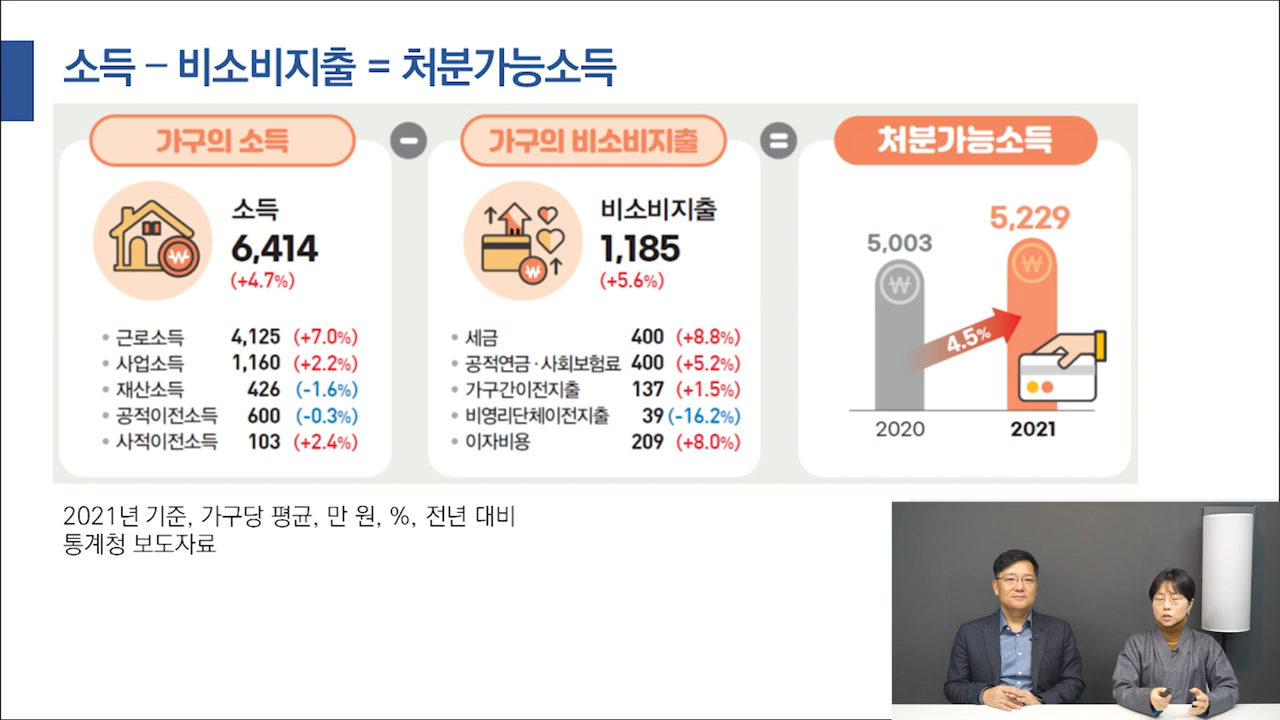 소득 – 비소비지출 = 처분가능소득
가구의 소득
–
가구의 비소비지출
=
처분가능소득
소득
6,414
(+4.7%)
근로소득 4,125 (+7.0%)
사업소득 1,160 (+2.2%)
재산소득 426 (-1.6%)
공적이전소득 600 (-0.3%)
사적이전소득 103 (+2.4%)
비소비지출
1,185
(+5.6%)
세금 400 (+8.8%)
공적연금·사회보험료 400 (+5.2%)
가구간이전지출 137 (+1.5%)
비영리단체이전지출 39 (-16.2%)
이자비용 209 (+8.0%)
5,003
5,229
4.5%
2020
2021
2021년 기준, 가구당 평균, 만 원, %, 전년 대비
통계청 보도자료